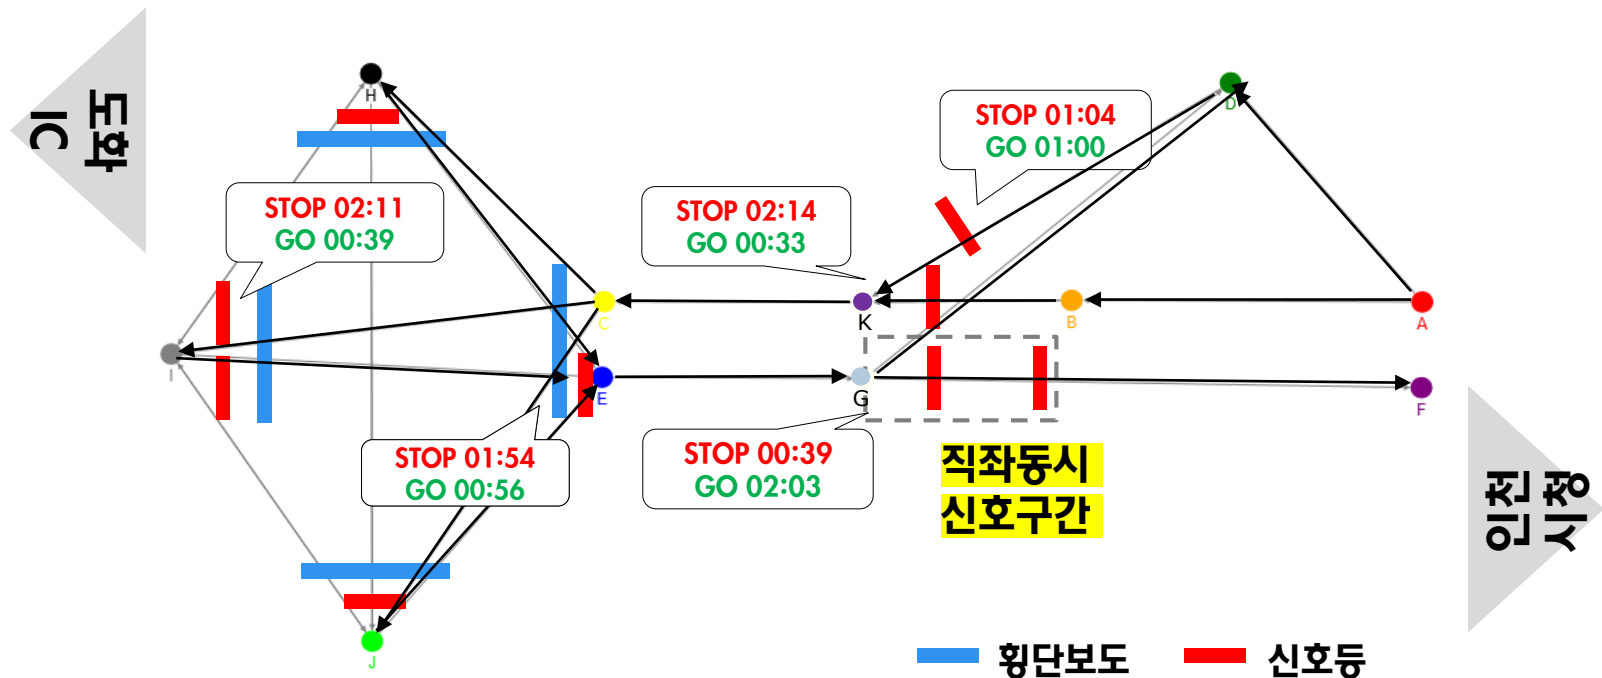 도화
IC
H
D
STOP 01:04
GO 01:00
STOP 02:11
GO 00:39
STOP 02:14
GO 00:33
C
K
B
A
I
E
G
F
STOP 01:54
GO 00:56
STOP 00:39
GO 02:03
직좌동시
신호구간
인천
시청
J
횡단보도
신호등